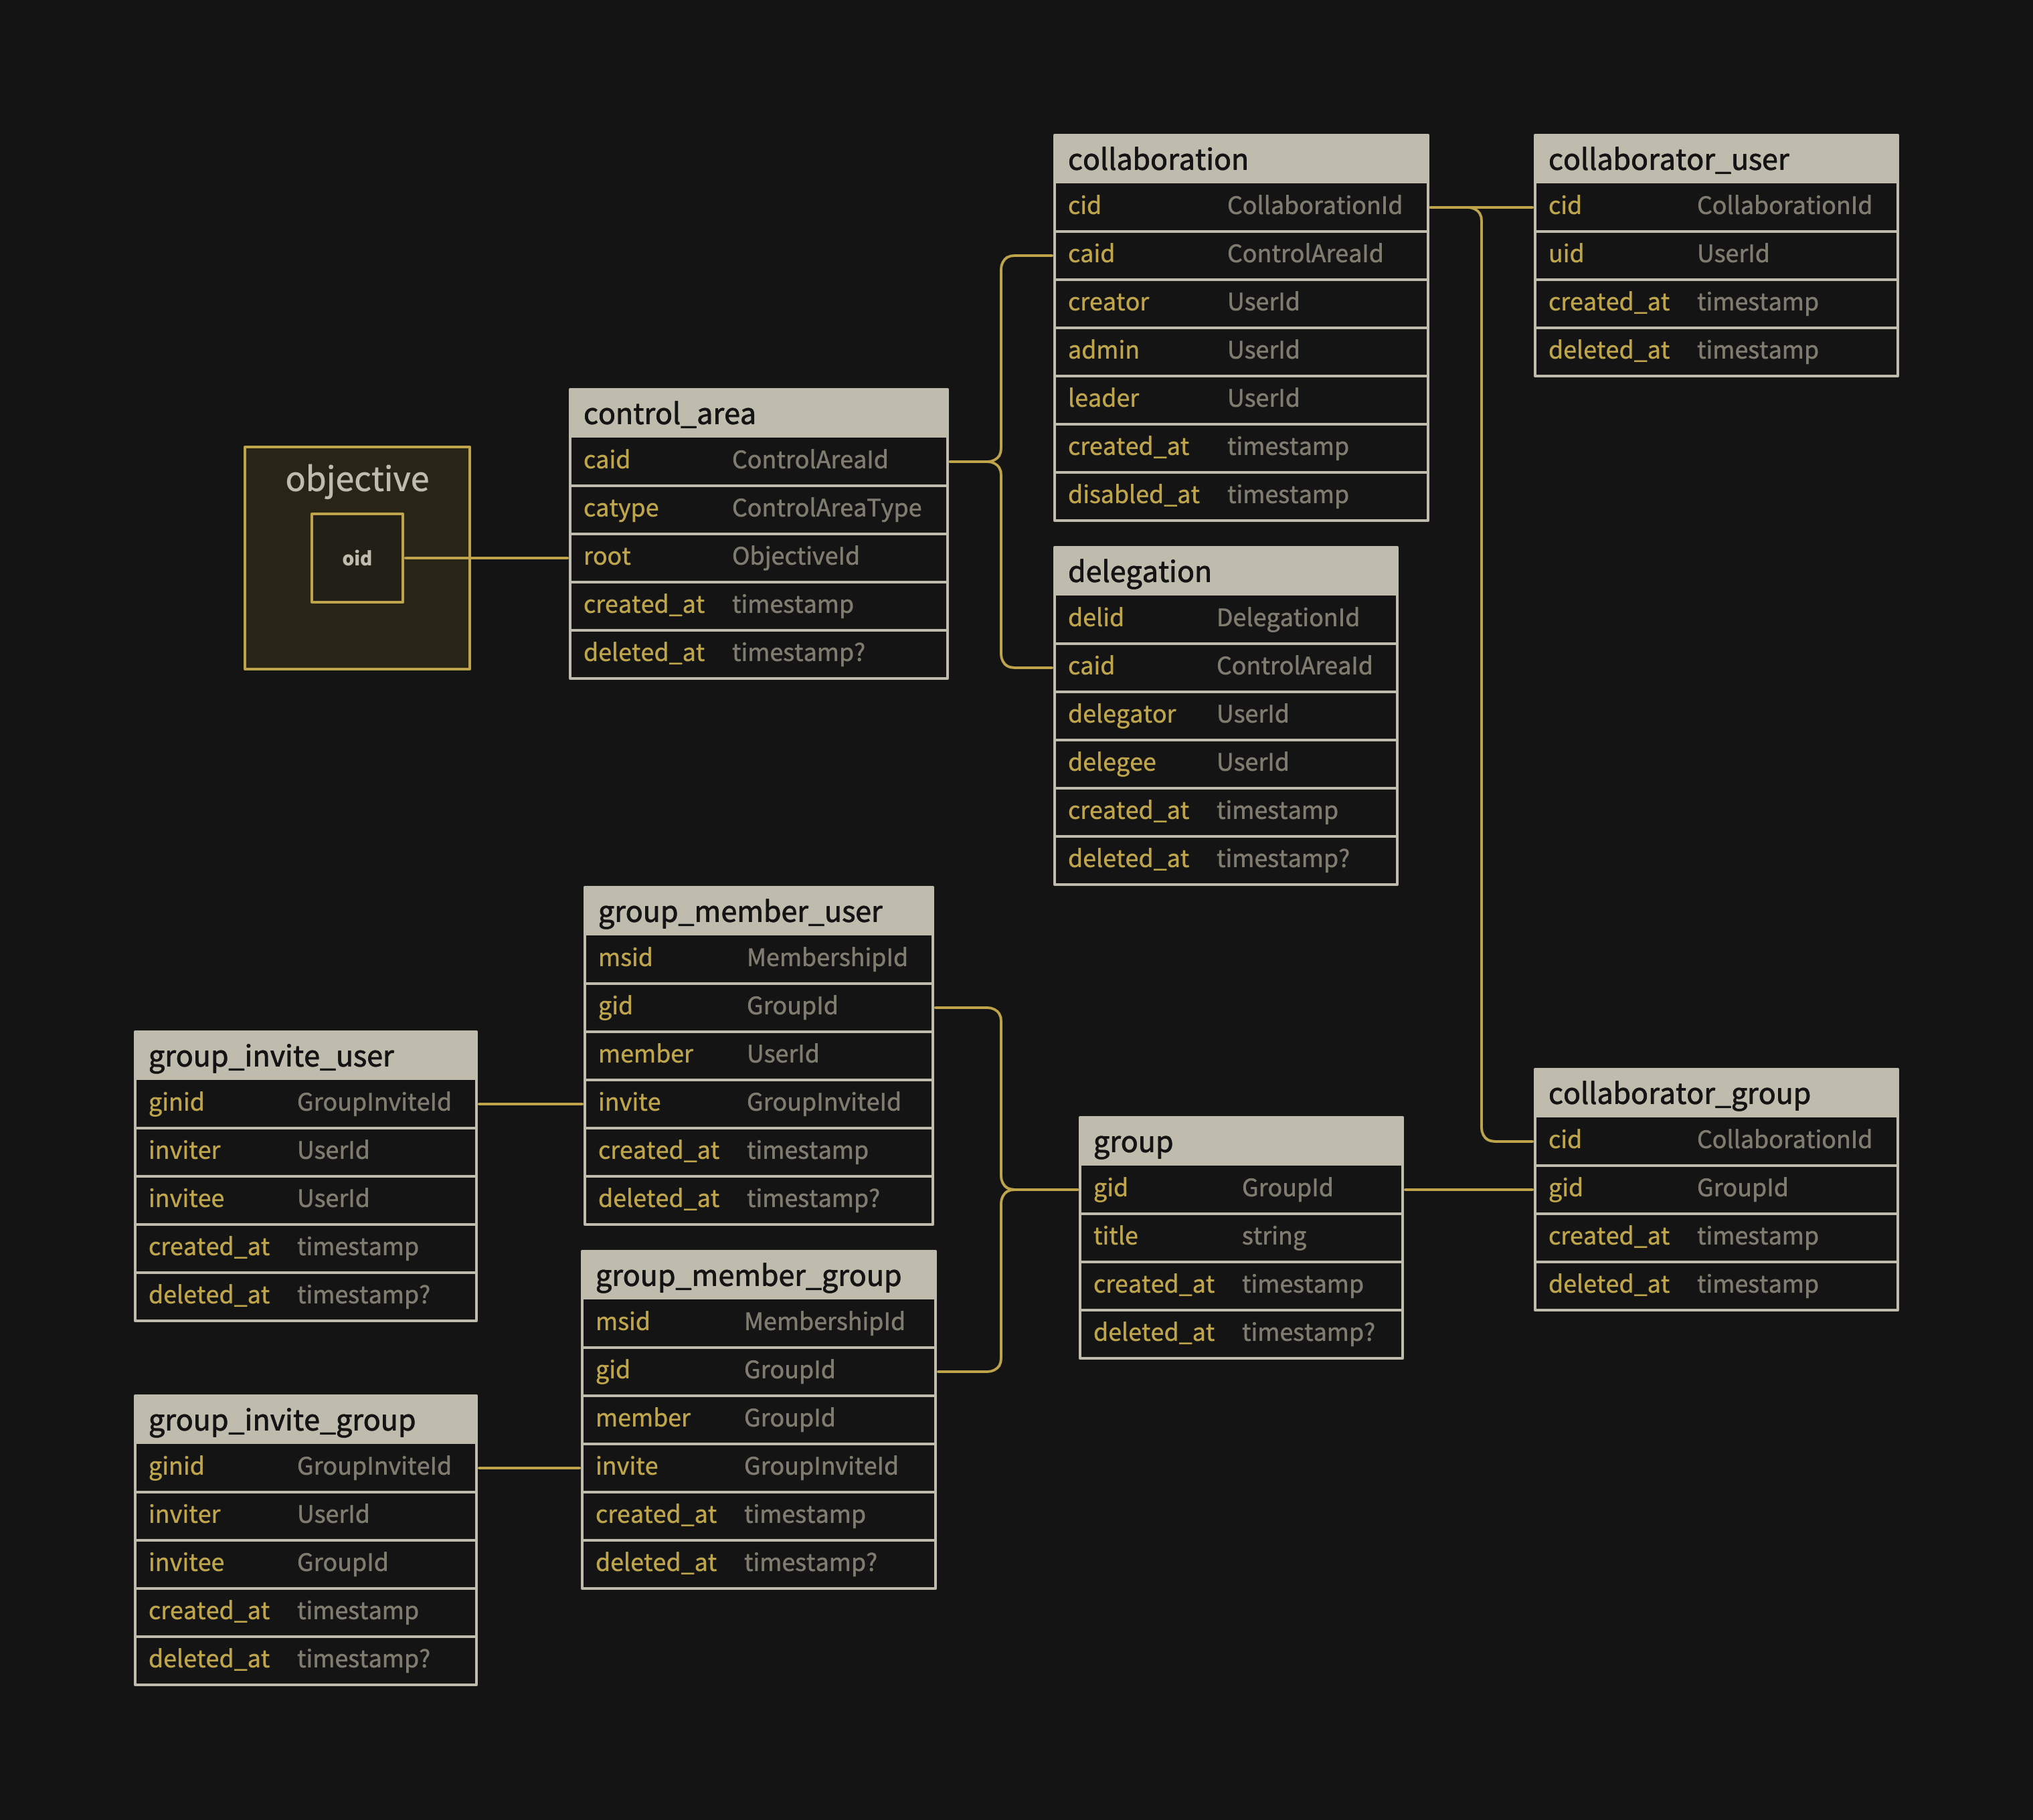 collaboration
cid CollaborationId
caid ControlAreaId
creator UserId
admin UserId
leader UserId
created_at timestamp
disabled_at timestamp
collaborator_user
cid CollaborationId
uid UserId
created_at timestamp
deleted_at timestamp
control_area
caid ControlAreaId
catype ControlAreaType
root ObjectiveId
created_at timestamp
deleted_at timestamp?
objective
oid
delegation
delid DelegationId
caid ControlAreaId
delegator UserId
delegee UserId
created_at timestamp
deleted_at timestamp?
group_member_user
msid MembershipId
gid GroupId
member UserId
invite GroupInviteId
created_at timestamp
deleted_at timestamp?
group_invite_user
ginid GroupInviteId
inviter UserId
invitee UserId
created_at timestamp
deleted_at timestamp?
group
gid GroupId
title string
created_at timestamp
deleted_at timestamp?
collaborator_group
cid CollaborationId
gid GroupId
created_at timestamp
deleted_at timestamp
group_member_group
msid MembershipId
gid GroupId
member GroupId
invite GroupInviteId
created_at timestamp
deleted_at timestamp?
group_invite_group
ginid GroupInviteId
inviter UserId
invitee GroupId
created_at timestamp
deleted_at timestamp?